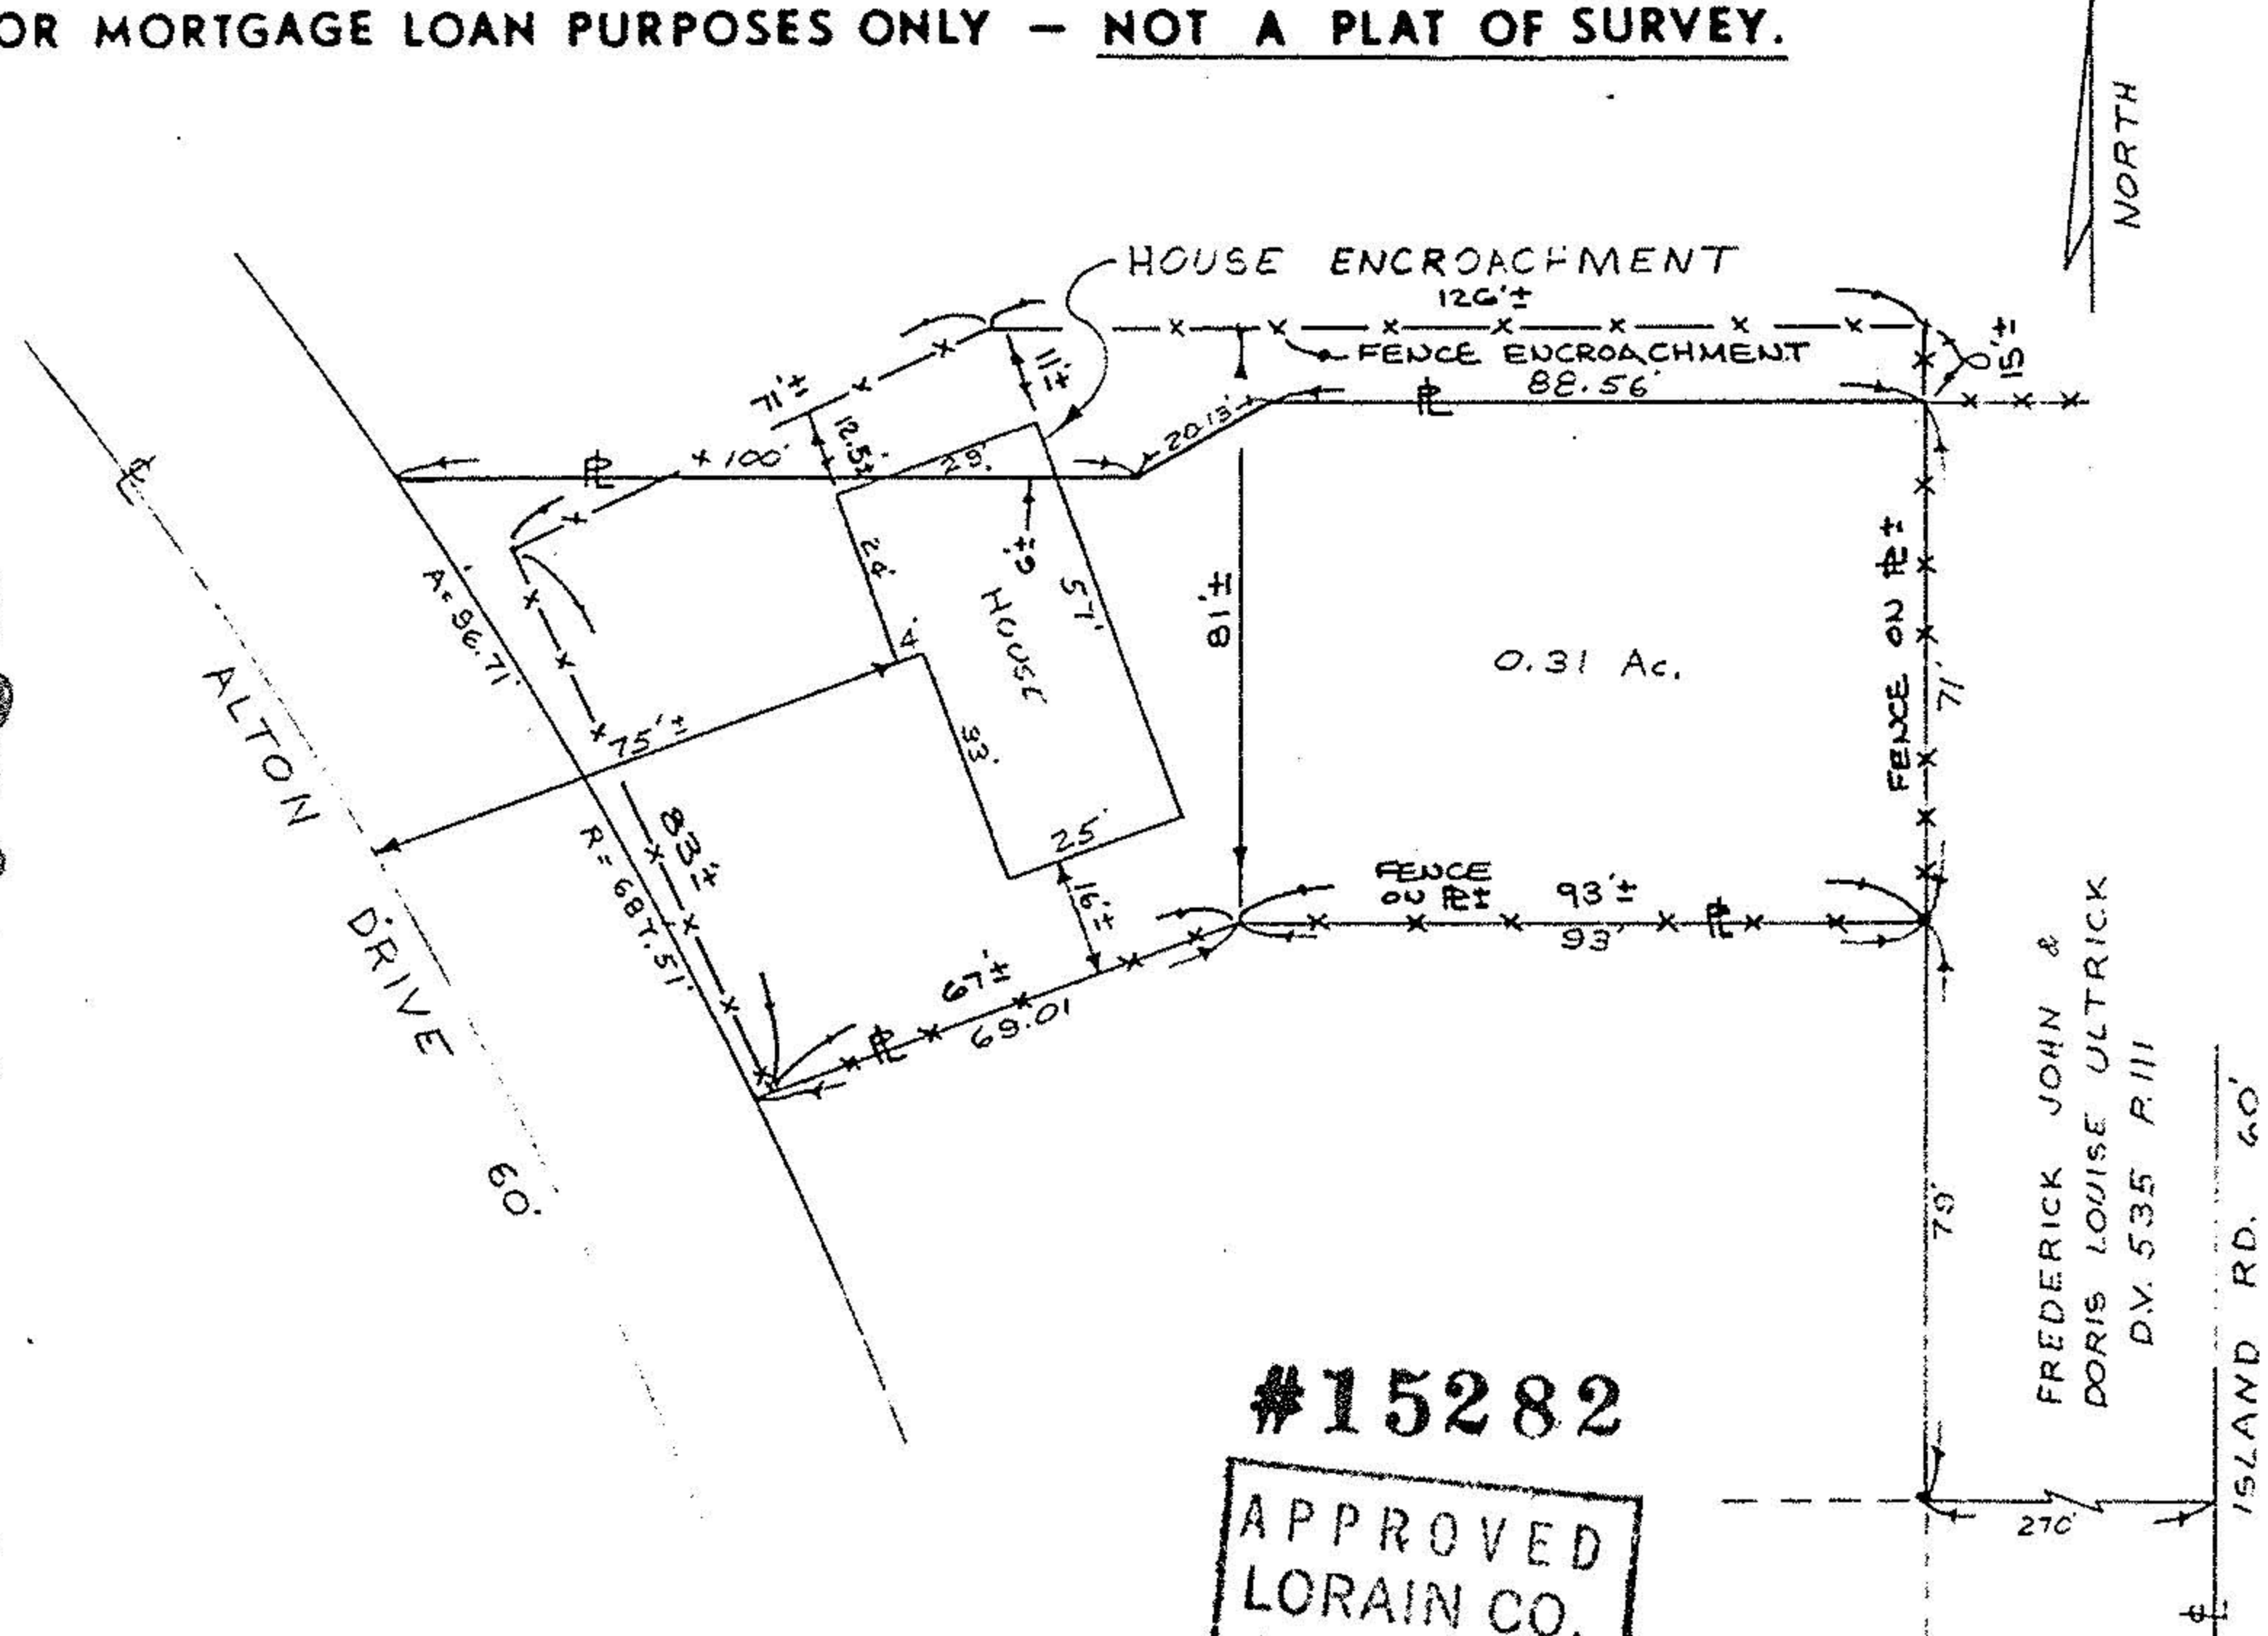 OR MORTGAGE LOAN PURPOSES ONLY — NOT A PLAT OF SURVEY.
NORTH
HOUSE ENCROACHMENT
126'±
FENCE ENCROACHMENT
88.56'
15'±
11'±
71'±
12.5±
20.13'
100'
29.'
℄
24'
4'
6'±
57'
HOUSE
33'
25'
16'±
81'±
0.31 Ac.
FENCE ON ⅊±
71'
A=96.71'
75'±
83'±
R=687.51'
ALTON
DRIVE
60'
67'±
69.01
FENCE
ON ⅊±
93'±
93'
79'
FREDERICK JOHN &
DORIS LOUISE ULTRICK
D.V. 535 P.111
ISLAND RD. 60'
270'
#15282
APPROVED
LORAIN CO.